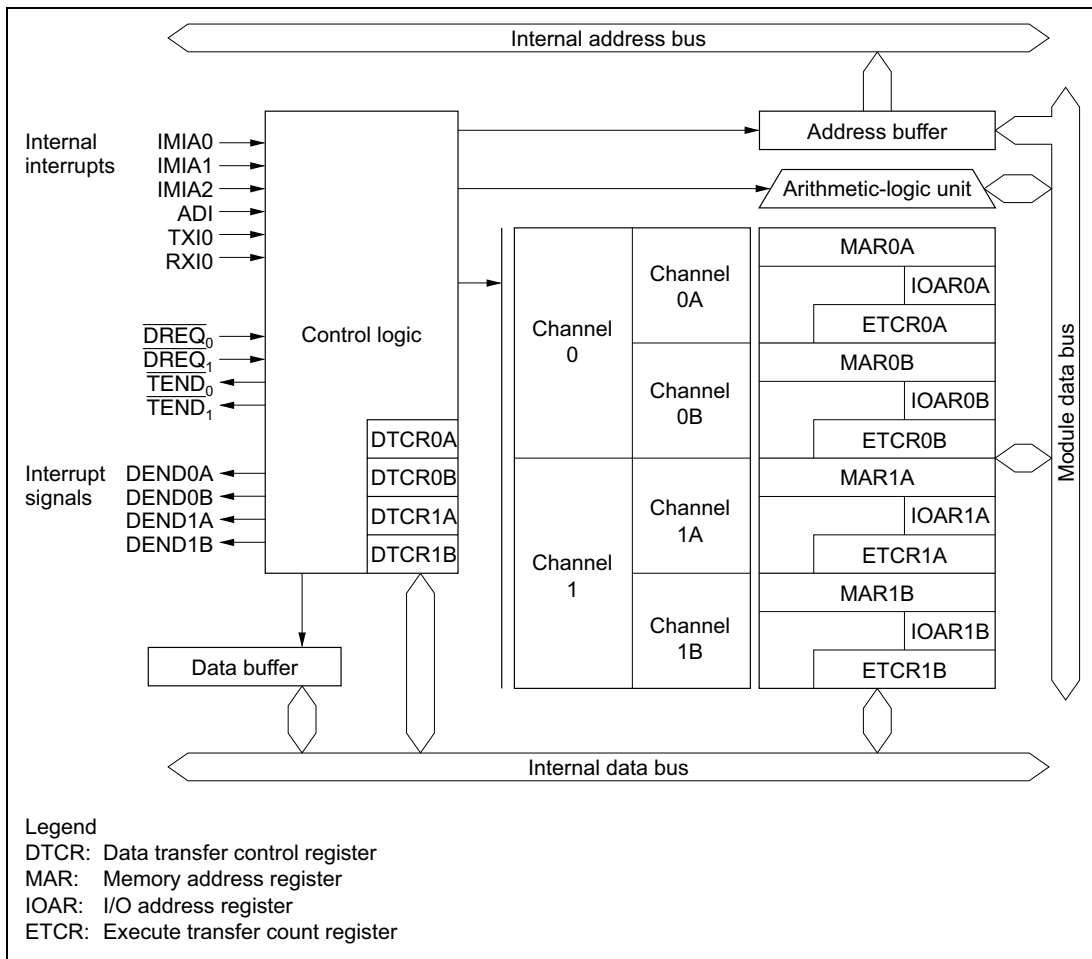 Internal address bus
Address buffer
Arithmetic-logic unit
Internal
interrupts
IMIA0
IMIA1
IMIA2
ADI
TXI0
RXI0
DREQ0
DREQ1
TEND0
TEND1
Interrupt
signals
DEND0A
DEND0B
DEND1A
DEND1B
Control logic
DTCR0A
DTCR0B
DTCR1A
DTCR1B
Data buffer
Channel
0
Channel
1
Channel
0A
Channel
0B
Channel
1A
Channel
1B
MAR0A
IOAR0A
ETCR0A
MAR0B
IOAR0B
ETCR0B
MAR1A
IOAR1A
ETCR1A
MAR1B
IOAR1B
ETCR1B
Module data bus
Internal data bus
Legend
DTCR: Data transfer control register
MAR: Memory address register
IOAR: I/O address register
ETCR: Execute transfer count register